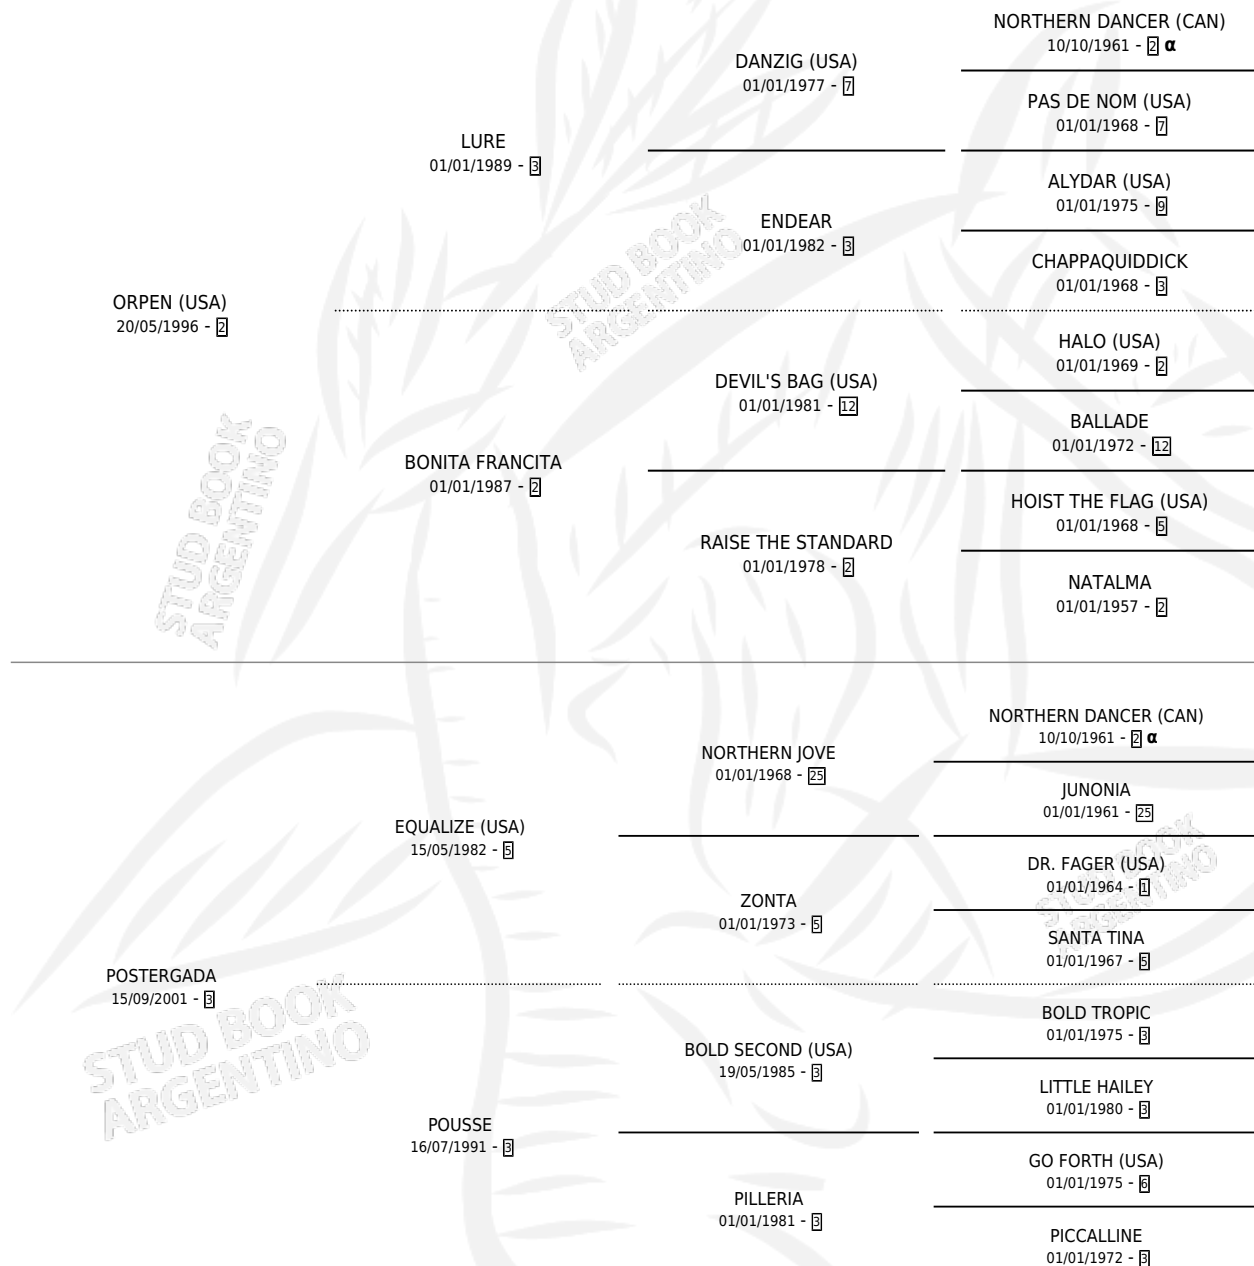 NORTHERN DANCER (CAN)
10/10/1961 - 2 α
DANZIG (USA)
01/01/1977 - 7
PAS DE NOM (USA)
01/01/1968 - 7
LURE
01/01/1989 - 3
ALYDAR (USA)
01/01/1975 - 9
ENDEAR
01/01/1982 - 3
CHAPPAQUIDDICK
01/01/1968 - 3
STUD BOOK
ARGENTINO
ORPEN (USA)
20/05/1996 - 2
HALO (USA)
01/01/1969 - 2
DEVIL'S BAG (USA)
01/01/1981 - 12
BALLADE
01/01/1972 - 12
BONITA FRANCITA
01/01/1987 - 2
HOIST THE FLAG (USA)
01/01/1968 - 5
RAISE THE STANDARD
01/01/1978 - 2
NATALMA
01/01/1957 - 2
STUD BOOK
ARGENTINO
NORTHERN DANCER (CAN)
10/10/1961 - 2 α
NORTHERN JOVE
01/01/1968 - 25
JUNONIA
01/01/1961 - 25
EQUALIZE (USA)
15/05/1982 - 5
DR. FAGER (USA)
01/01/1964 - 1
ZONTA
01/01/1973 - 5
SANTA TINA
01/01/1967 - 5
STUD BOOK
ARGENTINO
POSTERGADA
15/09/2001 - 3
BOLD TROPIC
01/01/1975 - 3
BOLD SECOND (USA)
19/05/1985 - 3
LITTLE HAILEY
01/01/1980 - 3
STUD BOOK
ARGENTINO
POUSSE
16/07/1991 - 3
GO FORTH (USA)
01/01/1975 - 6
PILLERIA
01/01/1981 - 3
PICCALLINE
01/01/1972 - 3